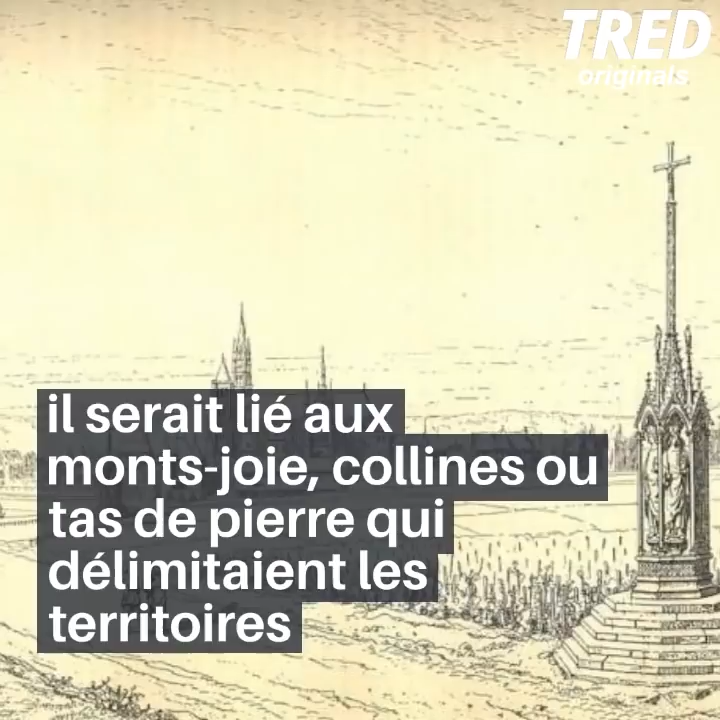 TRED
originals
il serait lié aux
monts-joie, collines ou
tas de pierre qui
délimitaient les
territoires